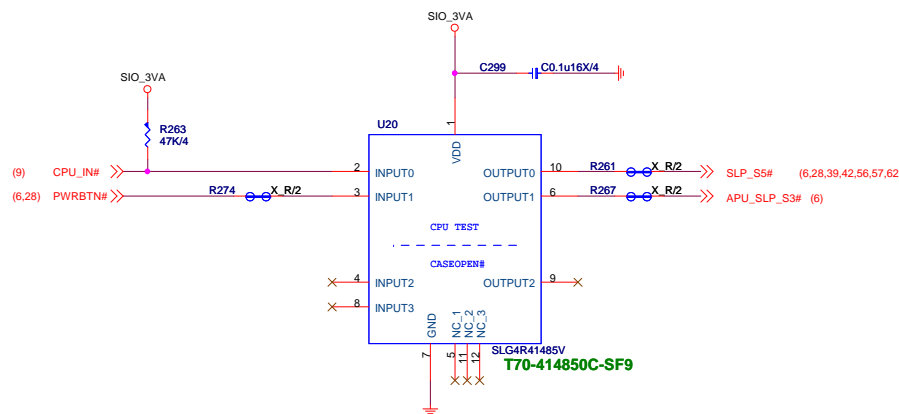 SIO_3VA
C299 C0.1u16X/4
SIO_3VA
U20
R263
47K/4
1
VDD
(9) CPU_IN# 2 INPUT0 OUTPUT0 10 R261 X_R/2 SLP_S5# (6,28,39,42,56,57,62
(6,28) PWRBTN# R274 X_R/2 3 INPUT1 OUTPUT1 6 R267 X_R/2 APU_SLP_S3# (6)
CPU TEST
CASEOPEN#
4 INPUT2 OUTPUT2 9
8 INPUT3
GND NC_1 NC_2 NC_3
7 5 11 12 SLG4R41485V
T70-414850C-SF9